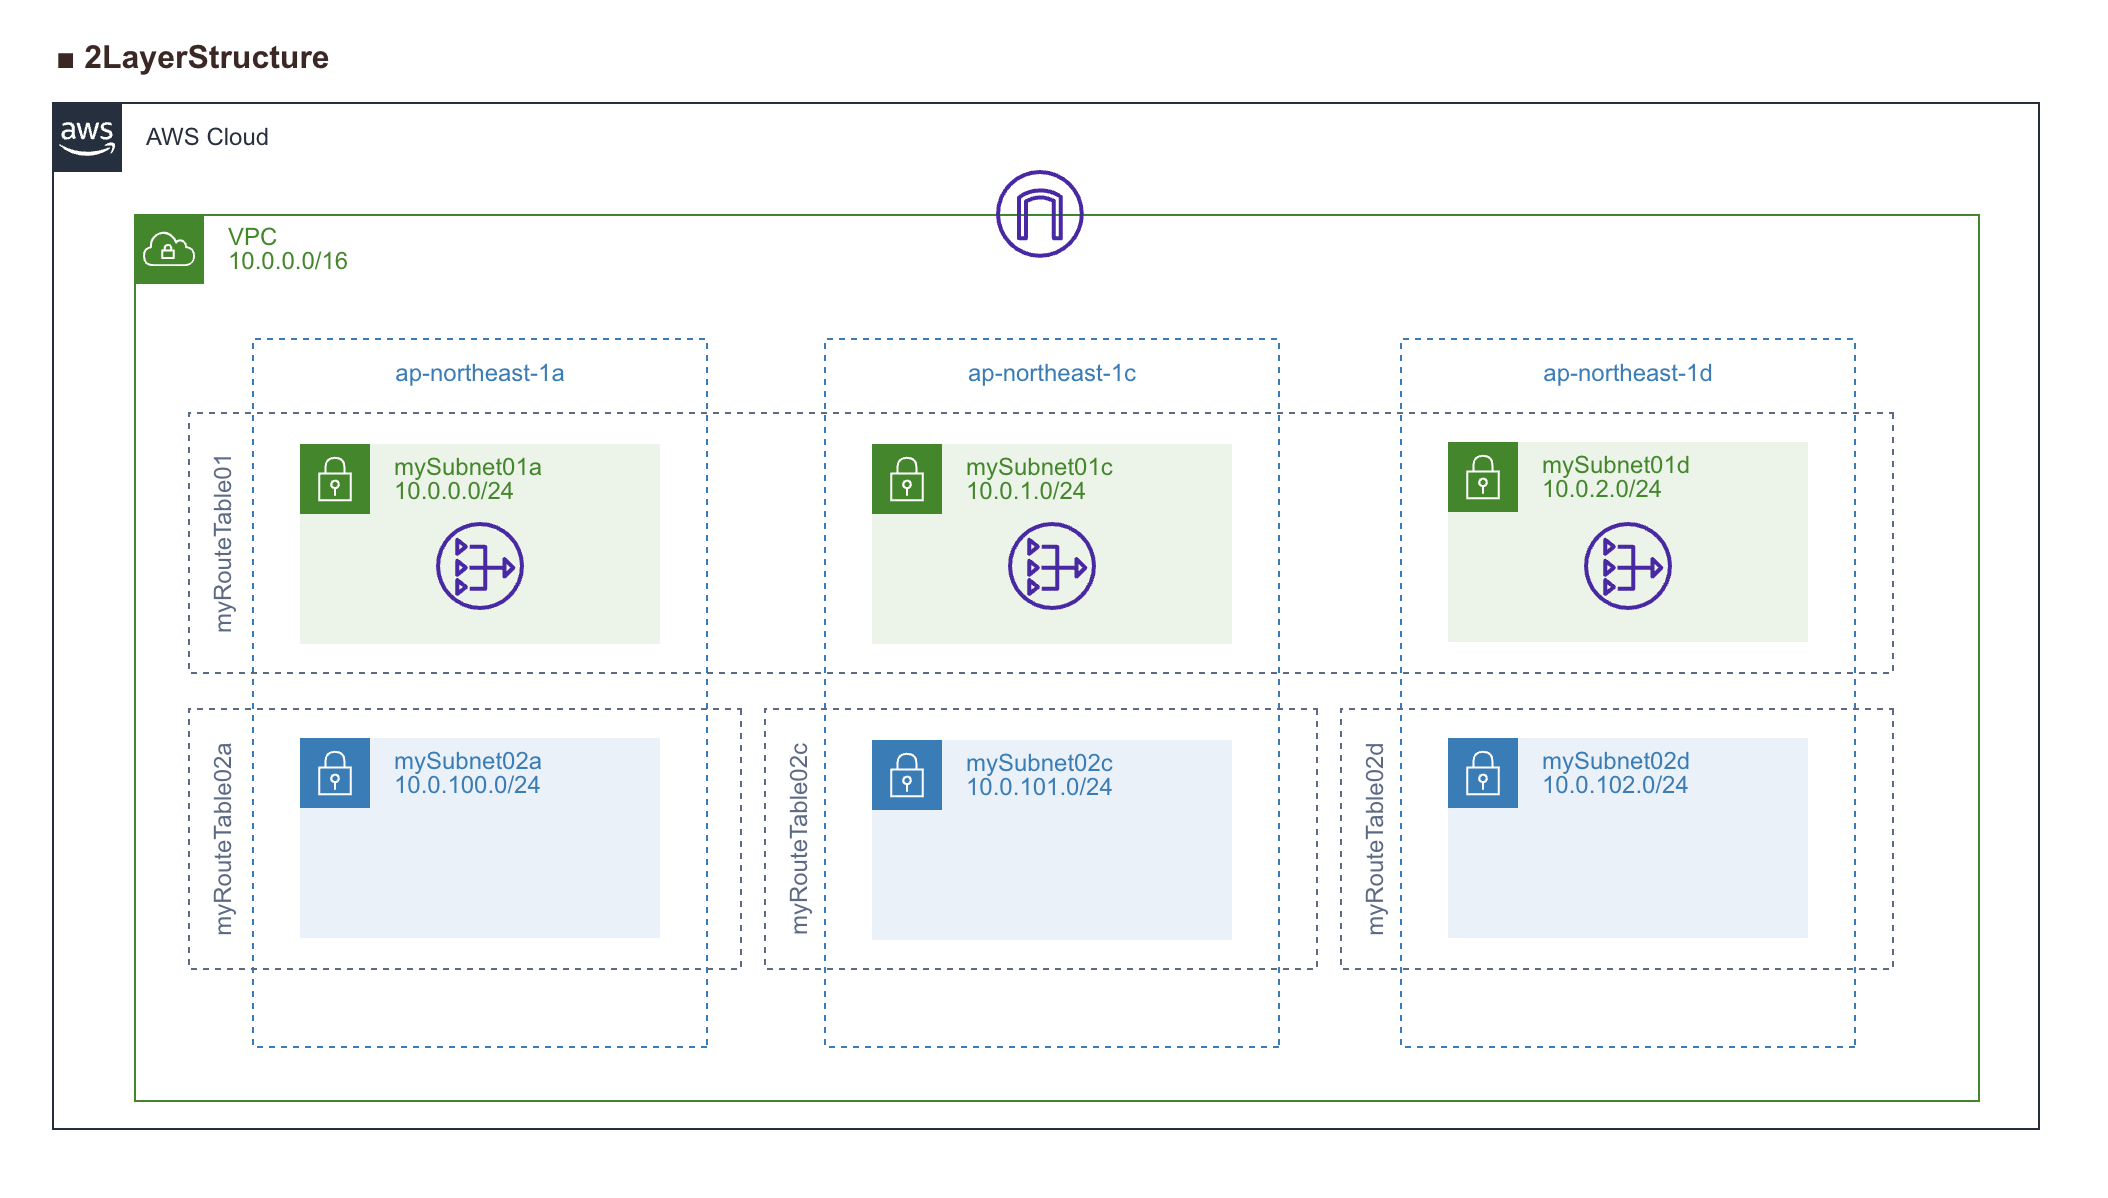 ■ 2LayerStructure
aws
AWS Cloud
VPC
10.0.0.0/16
ap-northeast-1a
ap-northeast-1c
ap-northeast-1d
myRouteTable01
mySubnet01a
10.0.0.0/24
mySubnet01c
10.0.1.0/24
mySubnet01d
10.0.2.0/24
myRouteTable02a
mySubnet02a
10.0.100.0/24
myRouteTable02c
mySubnet02c
10.0.101.0/24
myRouteTable02d
mySubnet02d
10.0.102.0/24